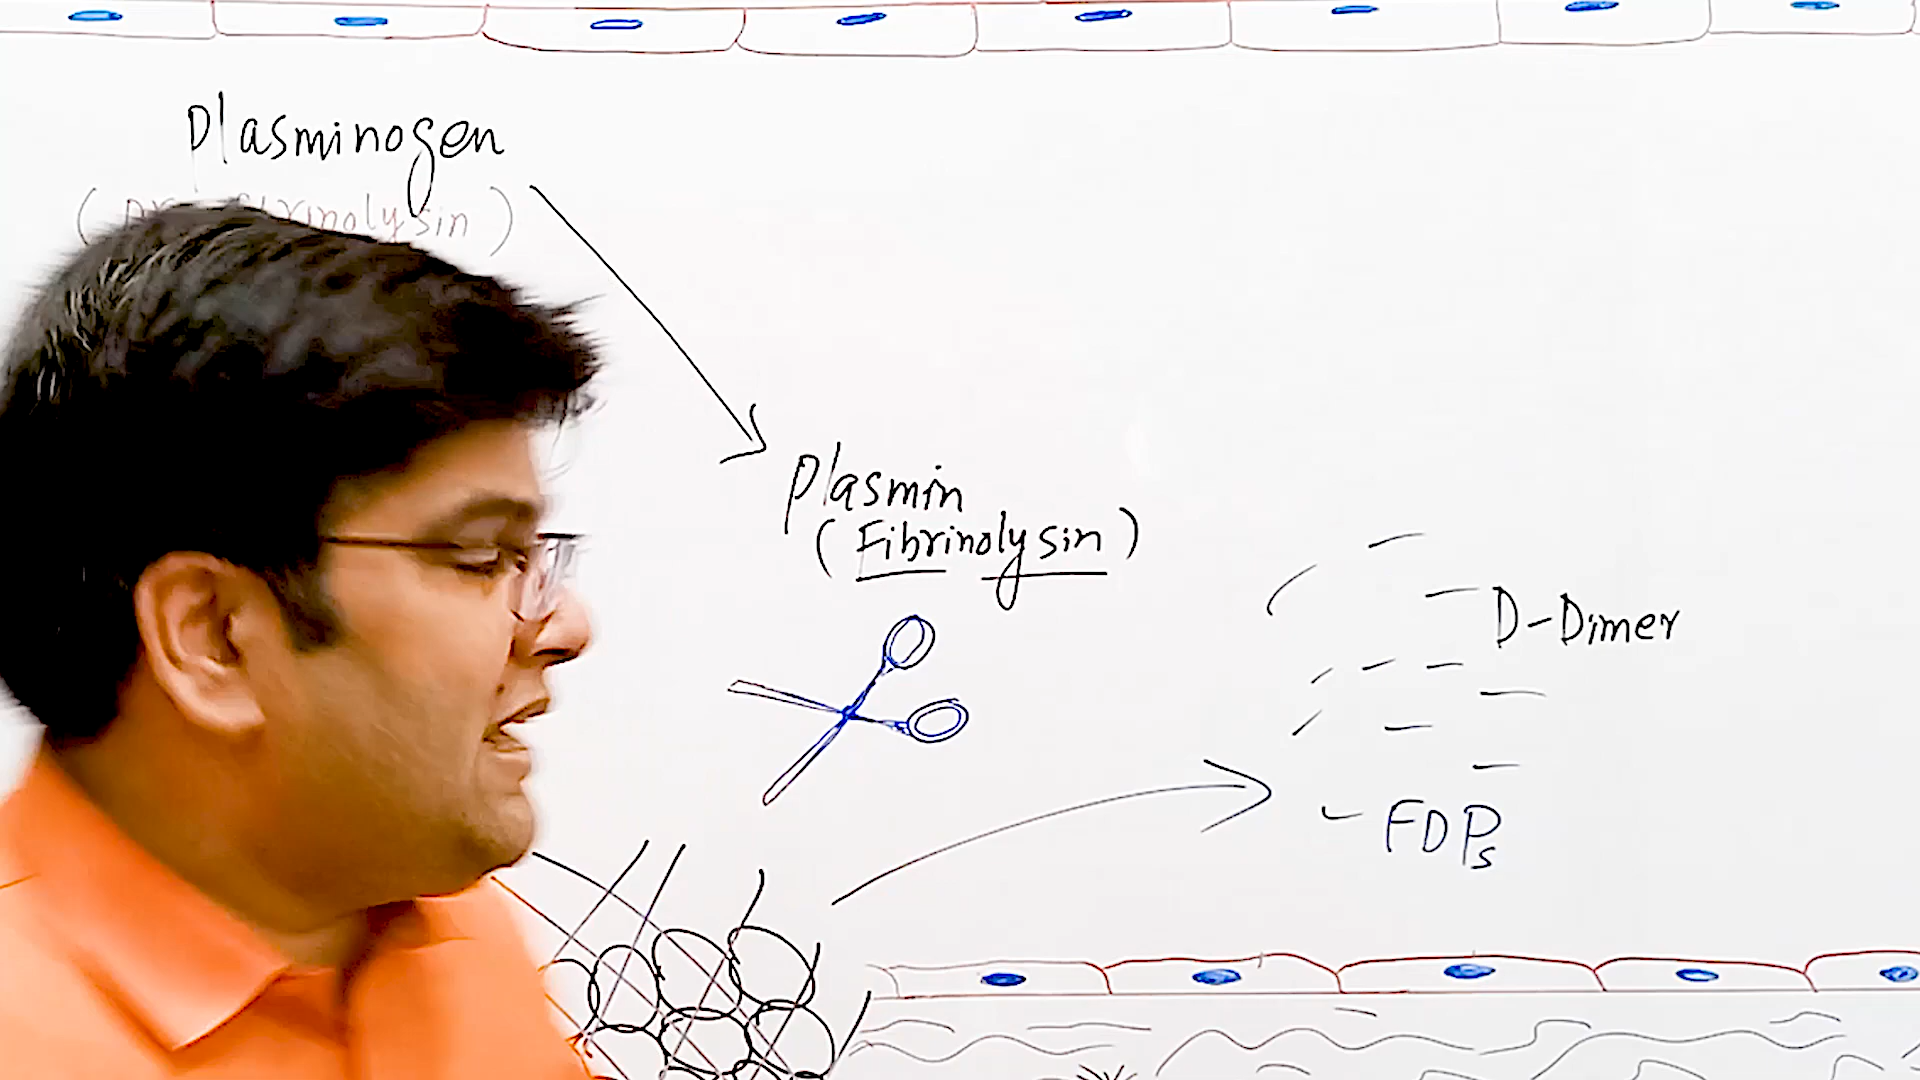 Plasminogen
Plasmin
(Fibrinolysin)
D-Dimer
- FDPs